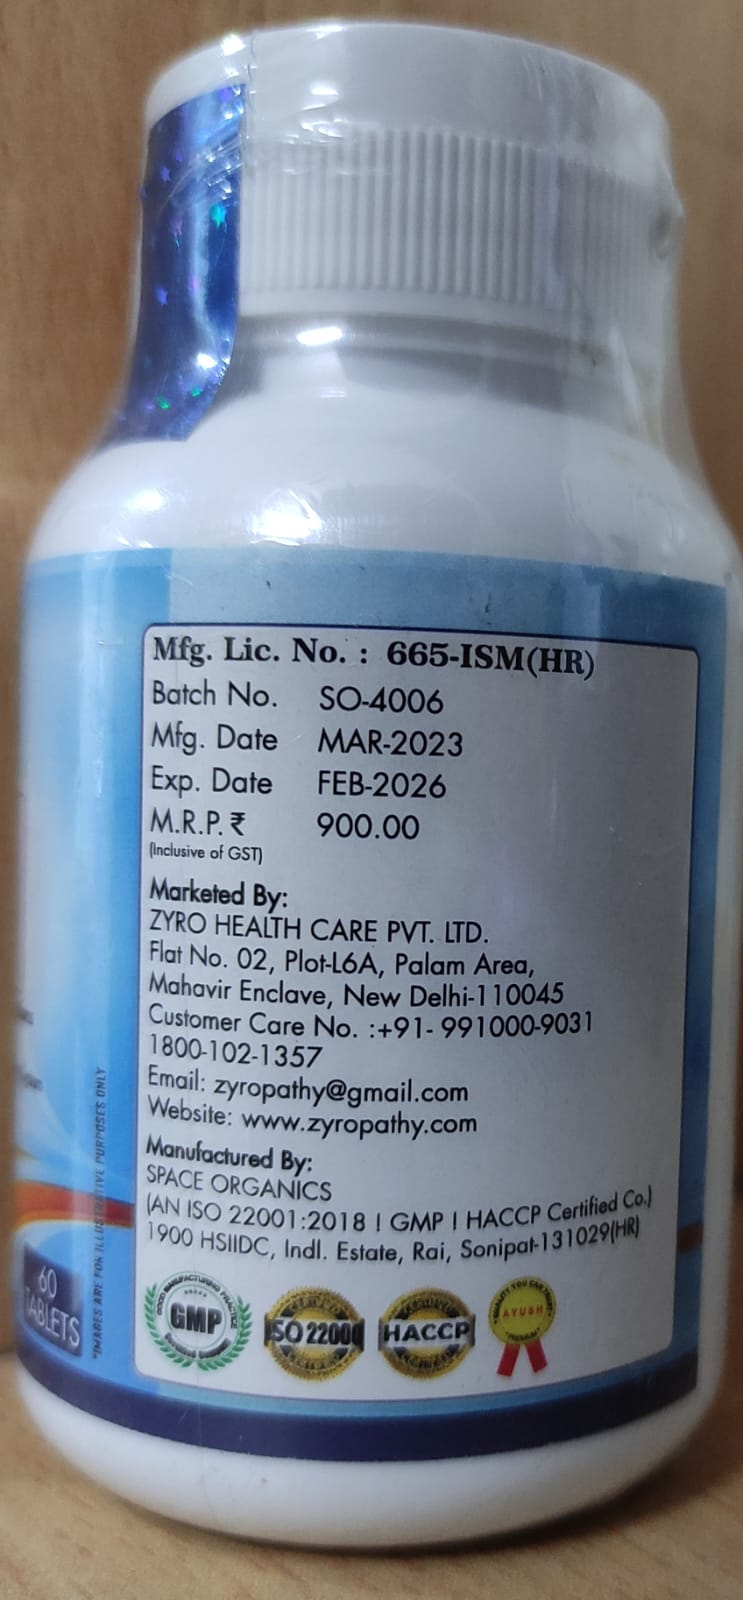 Mfg. Lic. No. : 665-ISM(HR)
Batch No. SO-4006
Mfg. Date MAR-2023
Exp. Date FEB-2026
M.R.P. ₹ 900.00
(Inclusive of GST)
Marketed By:
ZYRO HEALTH CARE PVT. LTD.
Flat No. 02, Plot-L6A, Palam Area,
Mahavir Enclave, New Delhi-110045
Customer Care No. :+91- 991000-9031
1800-102-1357
Email: zyropathy@gmail.com
Website: www.zyropathy.com
Manufactured By:
SPACE ORGANICS
(AN ISO 22001:2018 | GMP | HACCP Certified Co.)
1900 HSIIDC, Indl. Estate, Rai, Sonipat-131029(HR)
GOOD MANUFACTURING PRACTICE
GMP
ISO 22000
HACCP
AYUSH
60
TABLETS
*IMAGES ARE FOR ILLUSTRATIVE PURPOSES ONLY